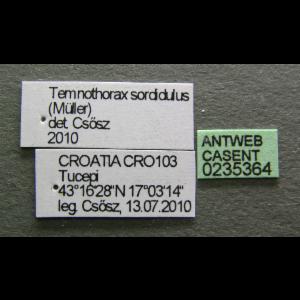 Temnothorax sordidulus
(Müller)
det. Csősz
2010
CROATIA CRO103
Tucepi
43°16'28"N 17°03'14"
leg. Csősz, 13.07.2010
ANTWEB
CASENT
0235364